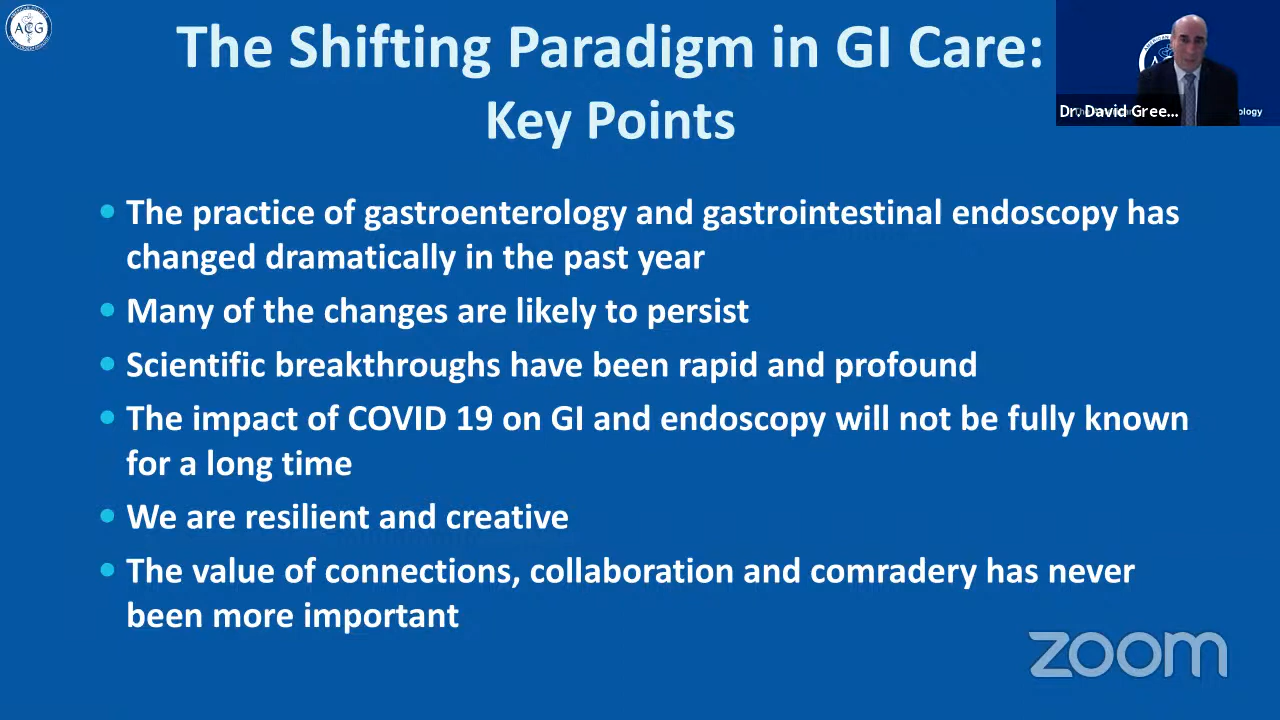 ACG
The Shifting Paradigm in GI Care:
Key Points
Dr. David Gree...
ology
• The practice of gastroenterology and gastrointestinal endoscopy has
changed dramatically in the past year
• Many of the changes are likely to persist
• Scientific breakthroughs have been rapid and profound
• The impact of COVID 19 on GI and endoscopy will not be fully known
for a long time
• We are resilient and creative
• The value of connections, collaboration and comradery has never
been more important
zoom